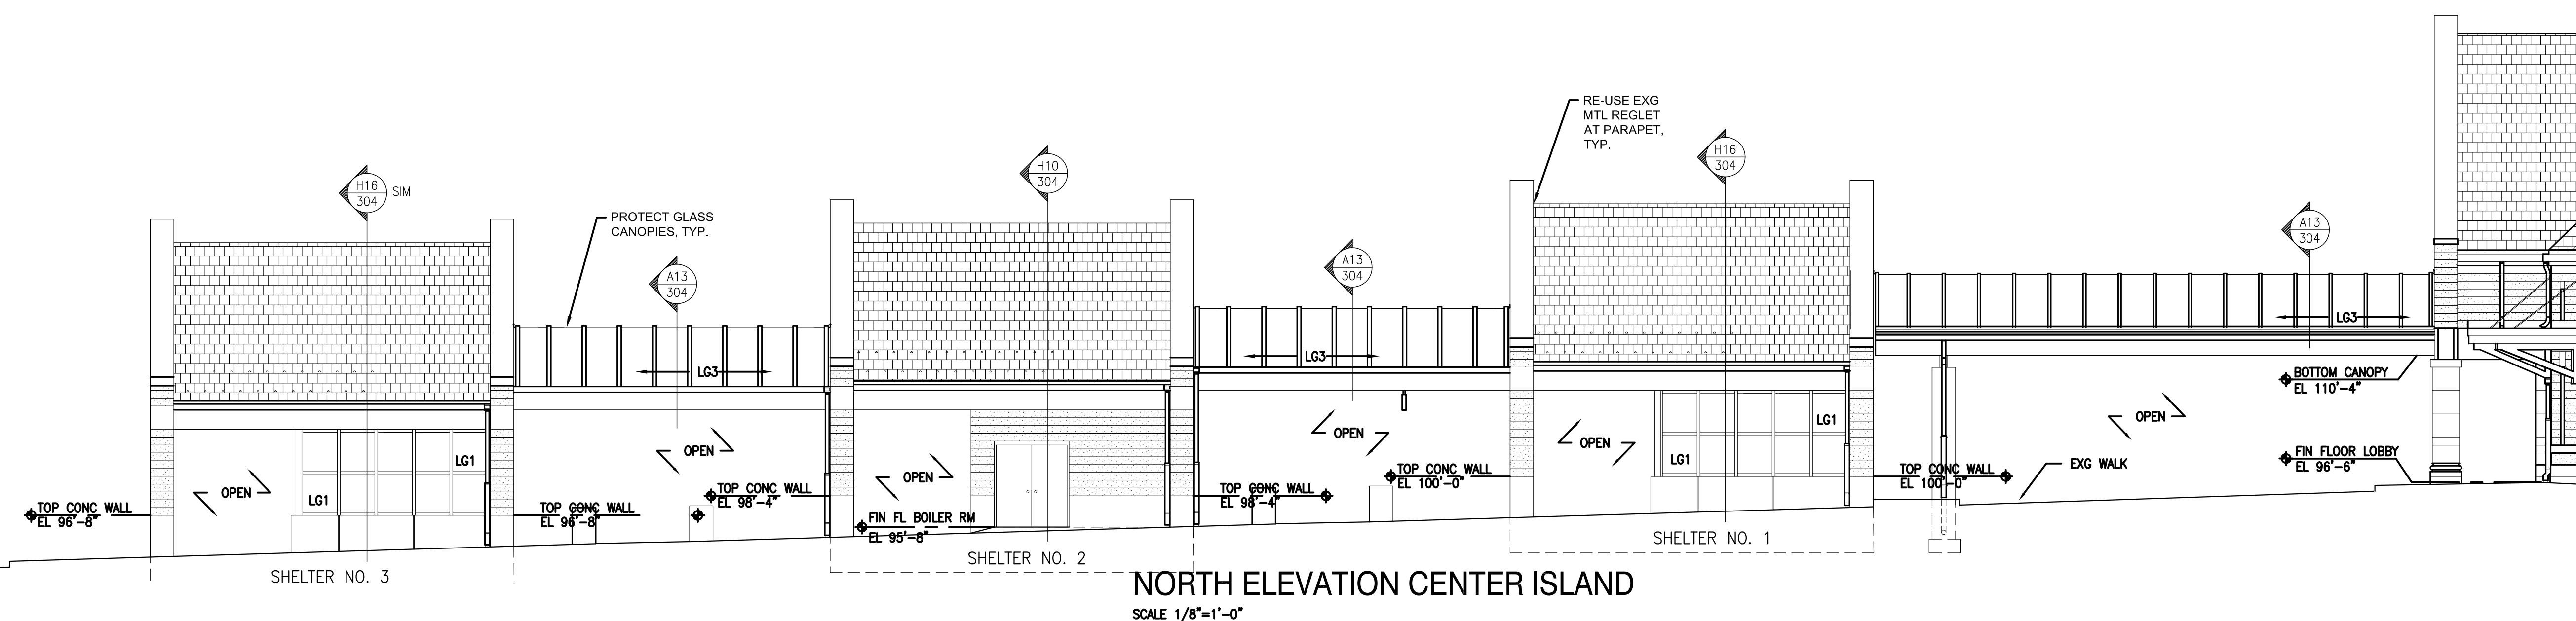 RE-USE EXG
MTL REGLET
AT PARAPET,
TYP.
H16
304
SIM
H10
304
H16
304
PROTECT GLASS
CANOPIES, TYP.
A13
304
A13
304
A13
304
LG3
LG3
LG3
BOTTOM CANOPY
EL 110'-4"
OPEN
OPEN
OPEN
OPEN
OPEN
OPEN
LG1
LG1
LG1
LG1
FIN FLOOR LOBBY
EL 96'-6"
EXG WALK
TOP CONC WALL
EL 96'-8"
TOP CONC WALL
EL 96'-8"
TOP CONC WALL
EL 98'-4"
TOP CONC WALL
EL 98'-4"
TOP CONC WALL
EL 100'-0"
TOP CONC WALL
EL 100'-0"
FIN FL BOILER RM
EL 95'-8"
SHELTER NO. 3
SHELTER NO. 2
SHELTER NO. 1
NORTH ELEVATION CENTER ISLAND
SCALE 1/8"=1'-0"